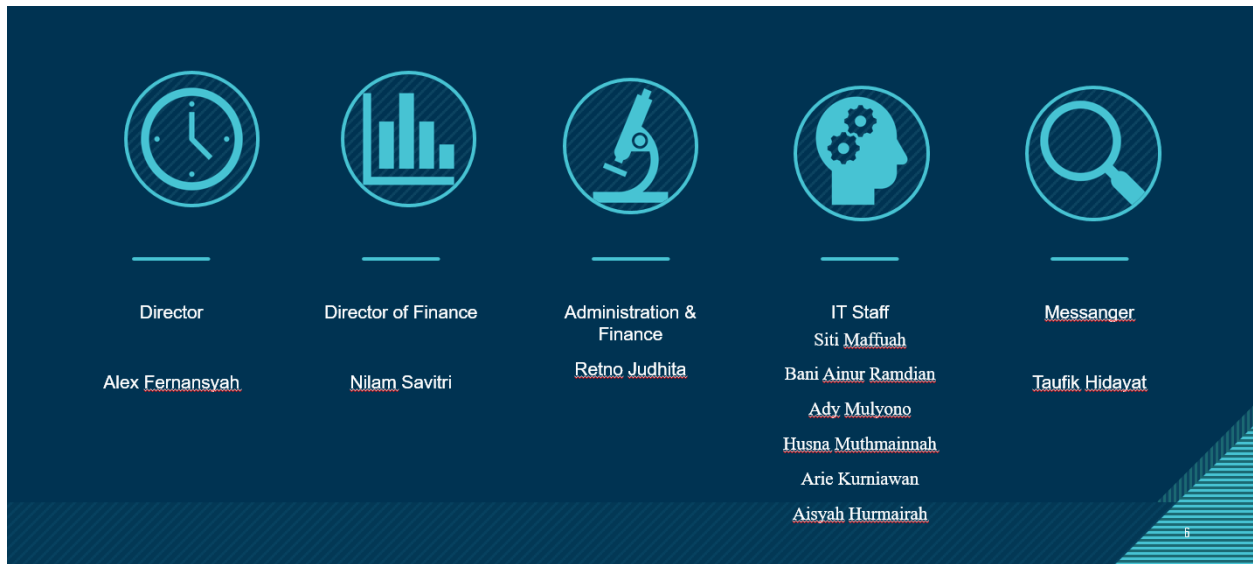 Director
Alex Fernansyah
Director of Finance
Nilam Savitri
Administration &
Finance
Retno Judhita
IT Staff
Siti Maffuah
Bani Ainur Ramdian
Ady Mulyono
Husna Muthmainnah
Arie Kurniawan
Aisyah Hurmairah
Messanger
Taufik Hidayat
6